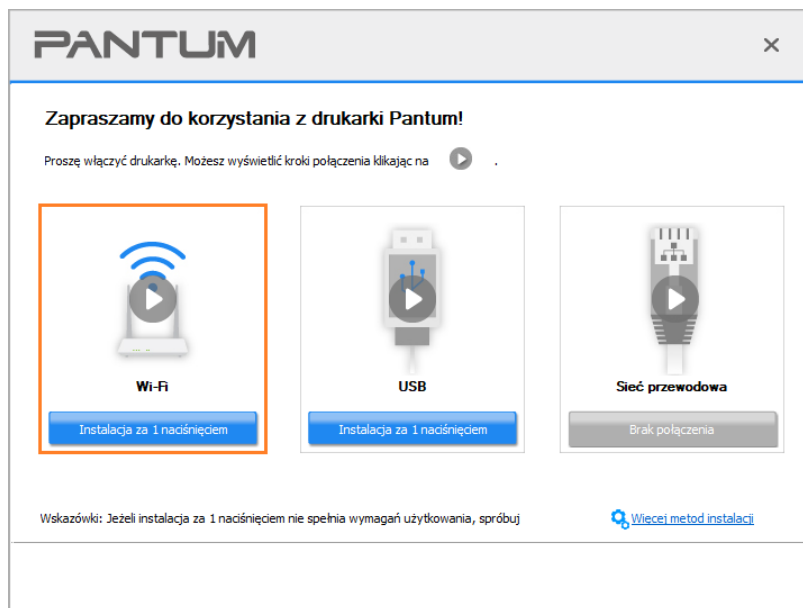 PANTUM
Zapraszamy do korzystania z drukarki Pantum!
Proszę włączyć drukarkę. Możesz wyświetlić kroki połączenia klikając na .
Wi-Fi
Instalacja za 1 naciśnięciem
USB
Instalacja za 1 naciśnięciem
Sieć przewodowa
Brak połączenia
Wskazówki: Jeżeli instalacja za 1 naciśnięciem nie spełnia wymagań użytkowania, spróbuj
Więcej metod instalacji